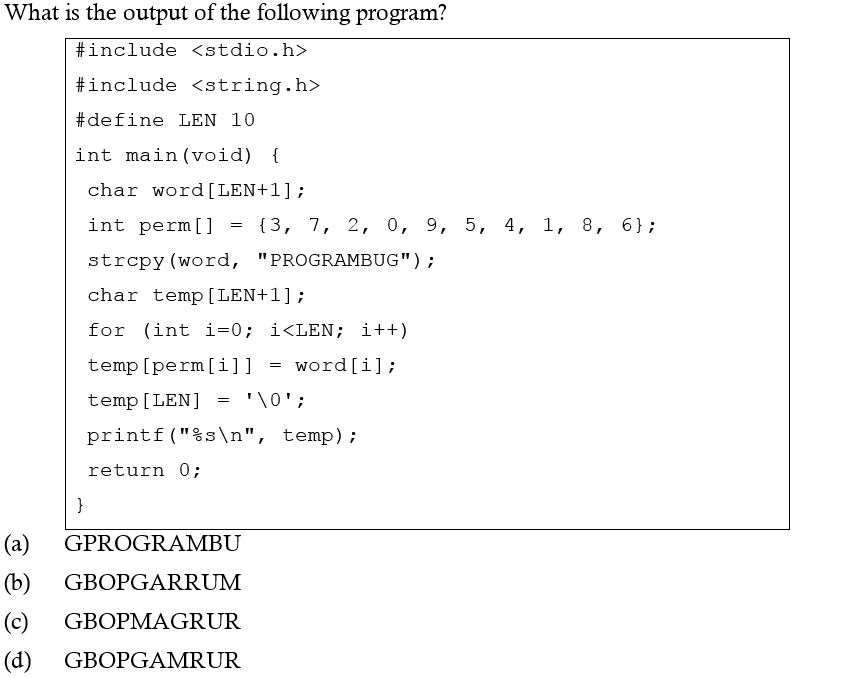 What is the output of the following program?
#include <stdio.h>
#include <string.h>
#define LEN 10
int main(void) {
char word[LEN+1];
int perm[] = {3, 7, 2, 0, 9, 5, 4, 1, 8, 6};
strcpy(word, "PROGRAMBUG");
char temp[LEN+1];
for (int i=0; i<LEN; i++)
temp[perm[i]] = word[i];
temp[LEN] = '\0';
printf("%s\n", temp);
return 0;
}
(a) GPROGRAMBU
(b) GBOPGARRUM
(c) GBOPMAGRUR
(d) GBOPGAMRUR